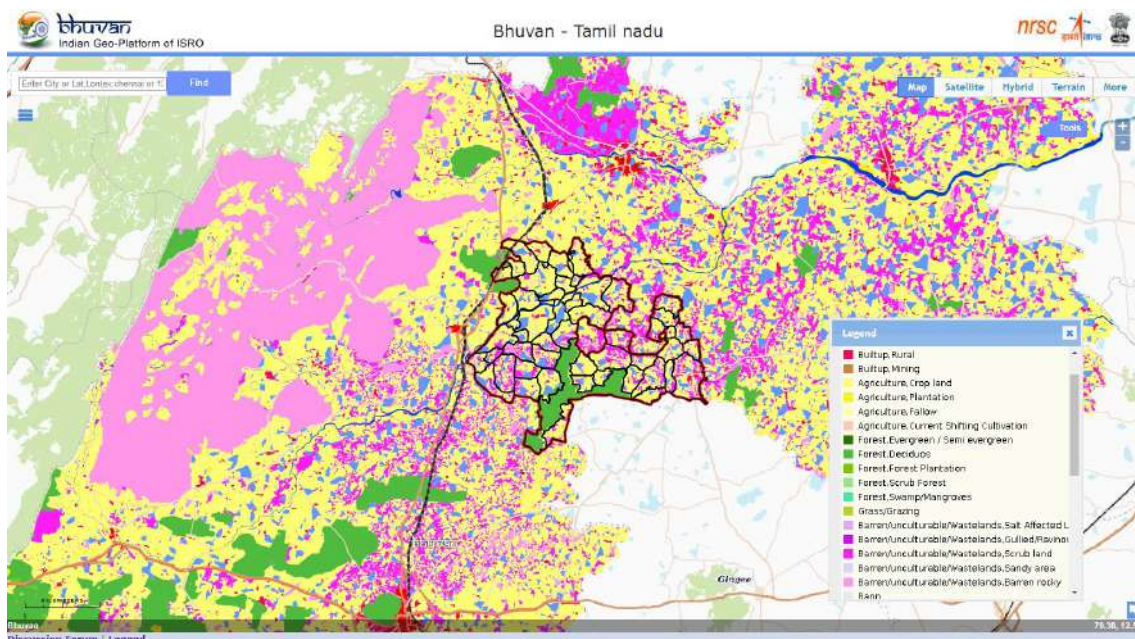 bhuvan
Indian Geo-Platform of ISRO
Bhuvan - Tamil nadu
nrsc
Find
Map Satellite Hybrid Terrain More
Tools
+
-
Legend
x
Builtup, Rural
Builtup, Mining
Agriculture, Crop land
Agriculture, Plantation
Agriculture, Fallow
Agriculture, Current Shifting Cultivation
Forest, Evergreen / Semi evergreen
Forest, Deciduos
Forest, Forest Plantation
Forest, Scrub Forest
Forest, Swamp/Mangroves
Grass/Grazing
Barren/unculturable/Wastelands, Salt Affected L
Barren/unculturable/Wastelands, Gullied/Ravinou
Barren/unculturable/Wastelands, Scrub land
Barren/unculturable/Wastelands, Sandy area
Barren/unculturable/Wastelands, Barren rocky
Rann
Gingee
Bhuvan
Discussion Forum | Legend